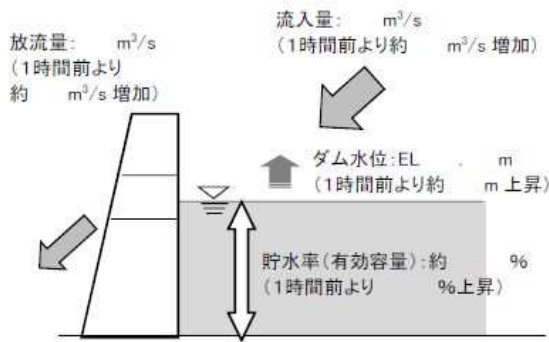 放流量:　　m³/s
(1時間前より
約　　m³/s 増加)
流入量:　　m³/s
(1時間前より約　　m³/s 増加)
ダム水位:EL　　.　　m
(1時間前より約　　m 上昇)
貯水率(有効容量):約　　%
(1時間前より　　%上昇)